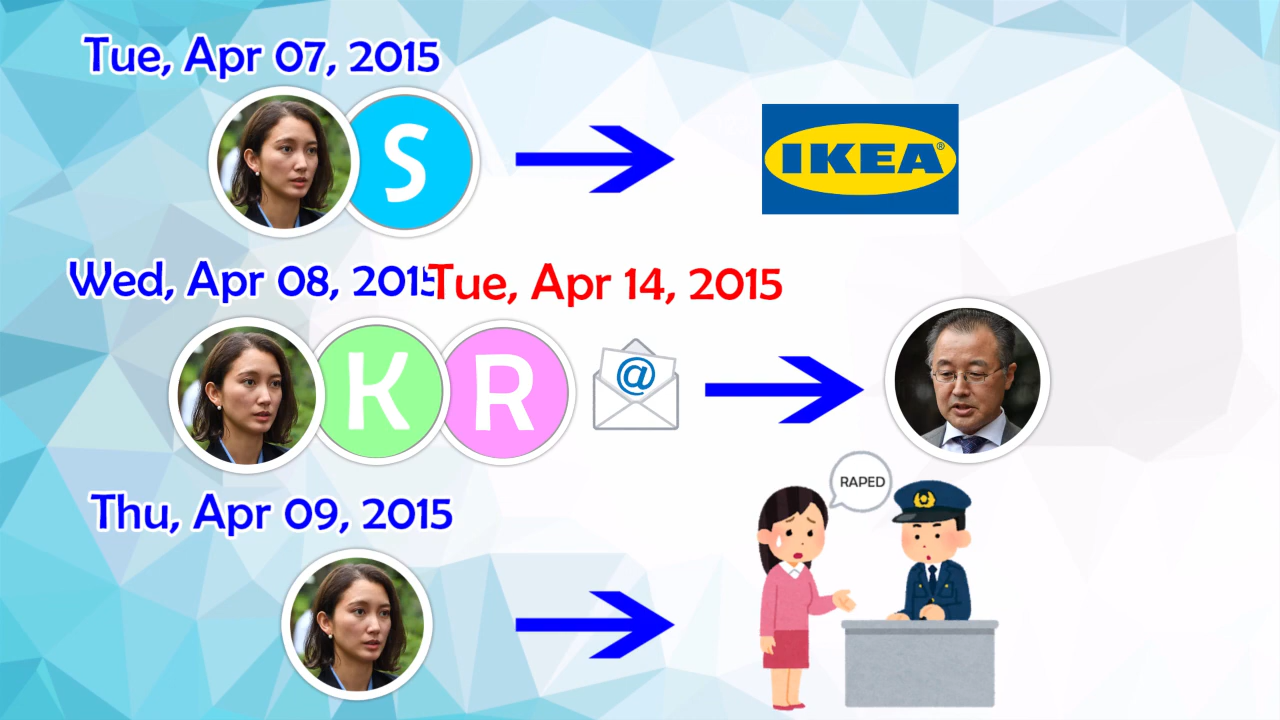 Tue, Apr 07, 2015
S
IKEA®
Wed, Apr 08, 2015
Tue, Apr 14, 2015
K
R
@
RAPED
Thu, Apr 09, 2015